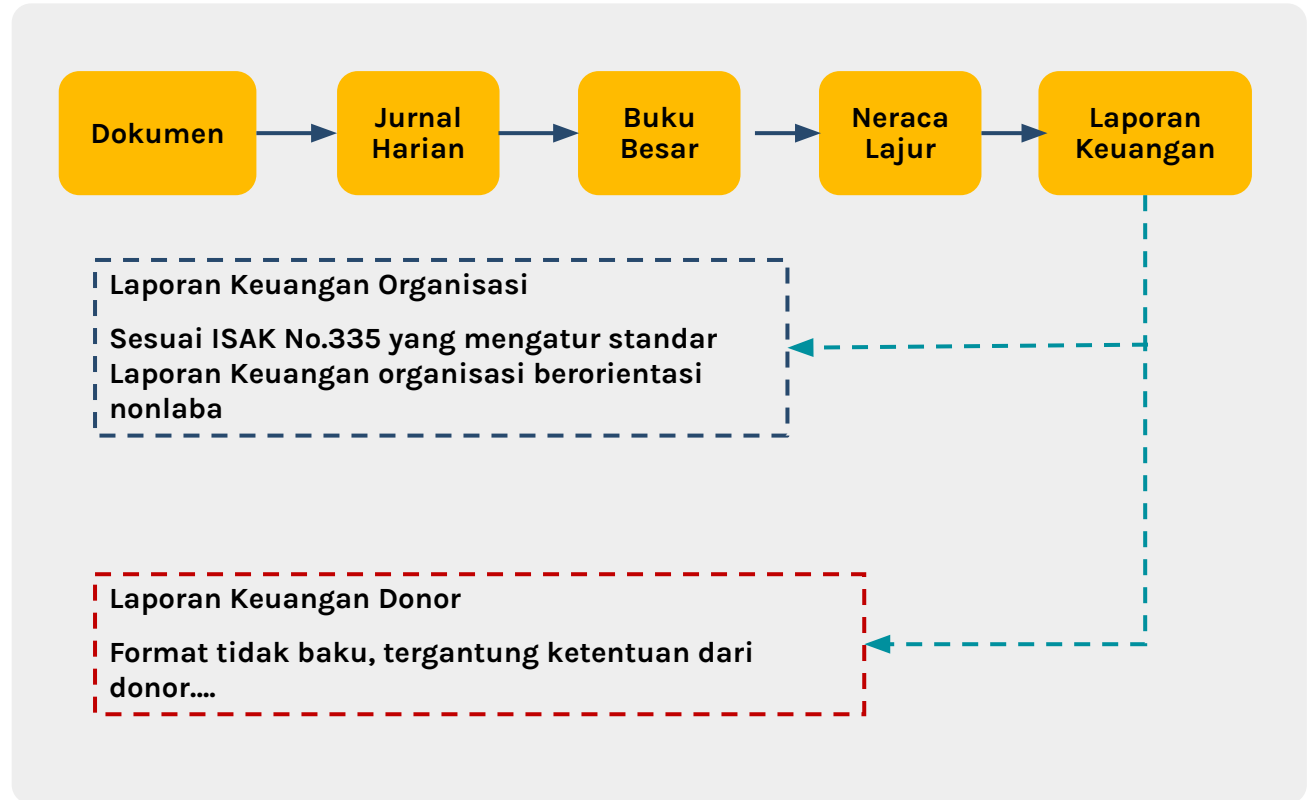 Dokumen
Jurnal
Harian
Buku
Besar
Neraca
Lajur
Laporan
Keuangan
Laporan Keuangan Organisasi
Sesuai ISAK No.335 yang mengatur standar
Laporan Keuangan organisasi berorientasi
nonlaba
Laporan Keuangan Donor
Format tidak baku, tergantung ketentuan dari
donor....